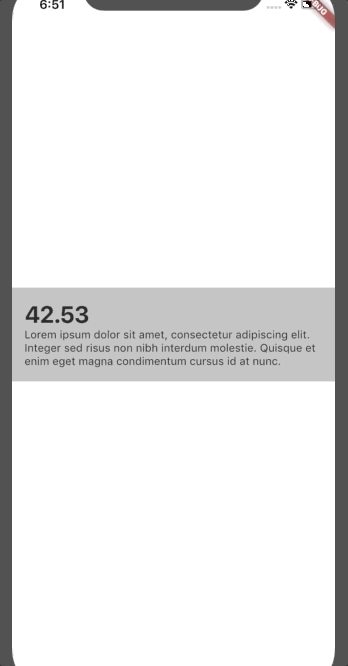 6:51
42.53
Lorem ipsum dolor sit amet, consectetur adipiscing elit.
Integer sed risus non nibh interdum molestie. Quisque et
enim eget magna condimentum cursus id at nunc.